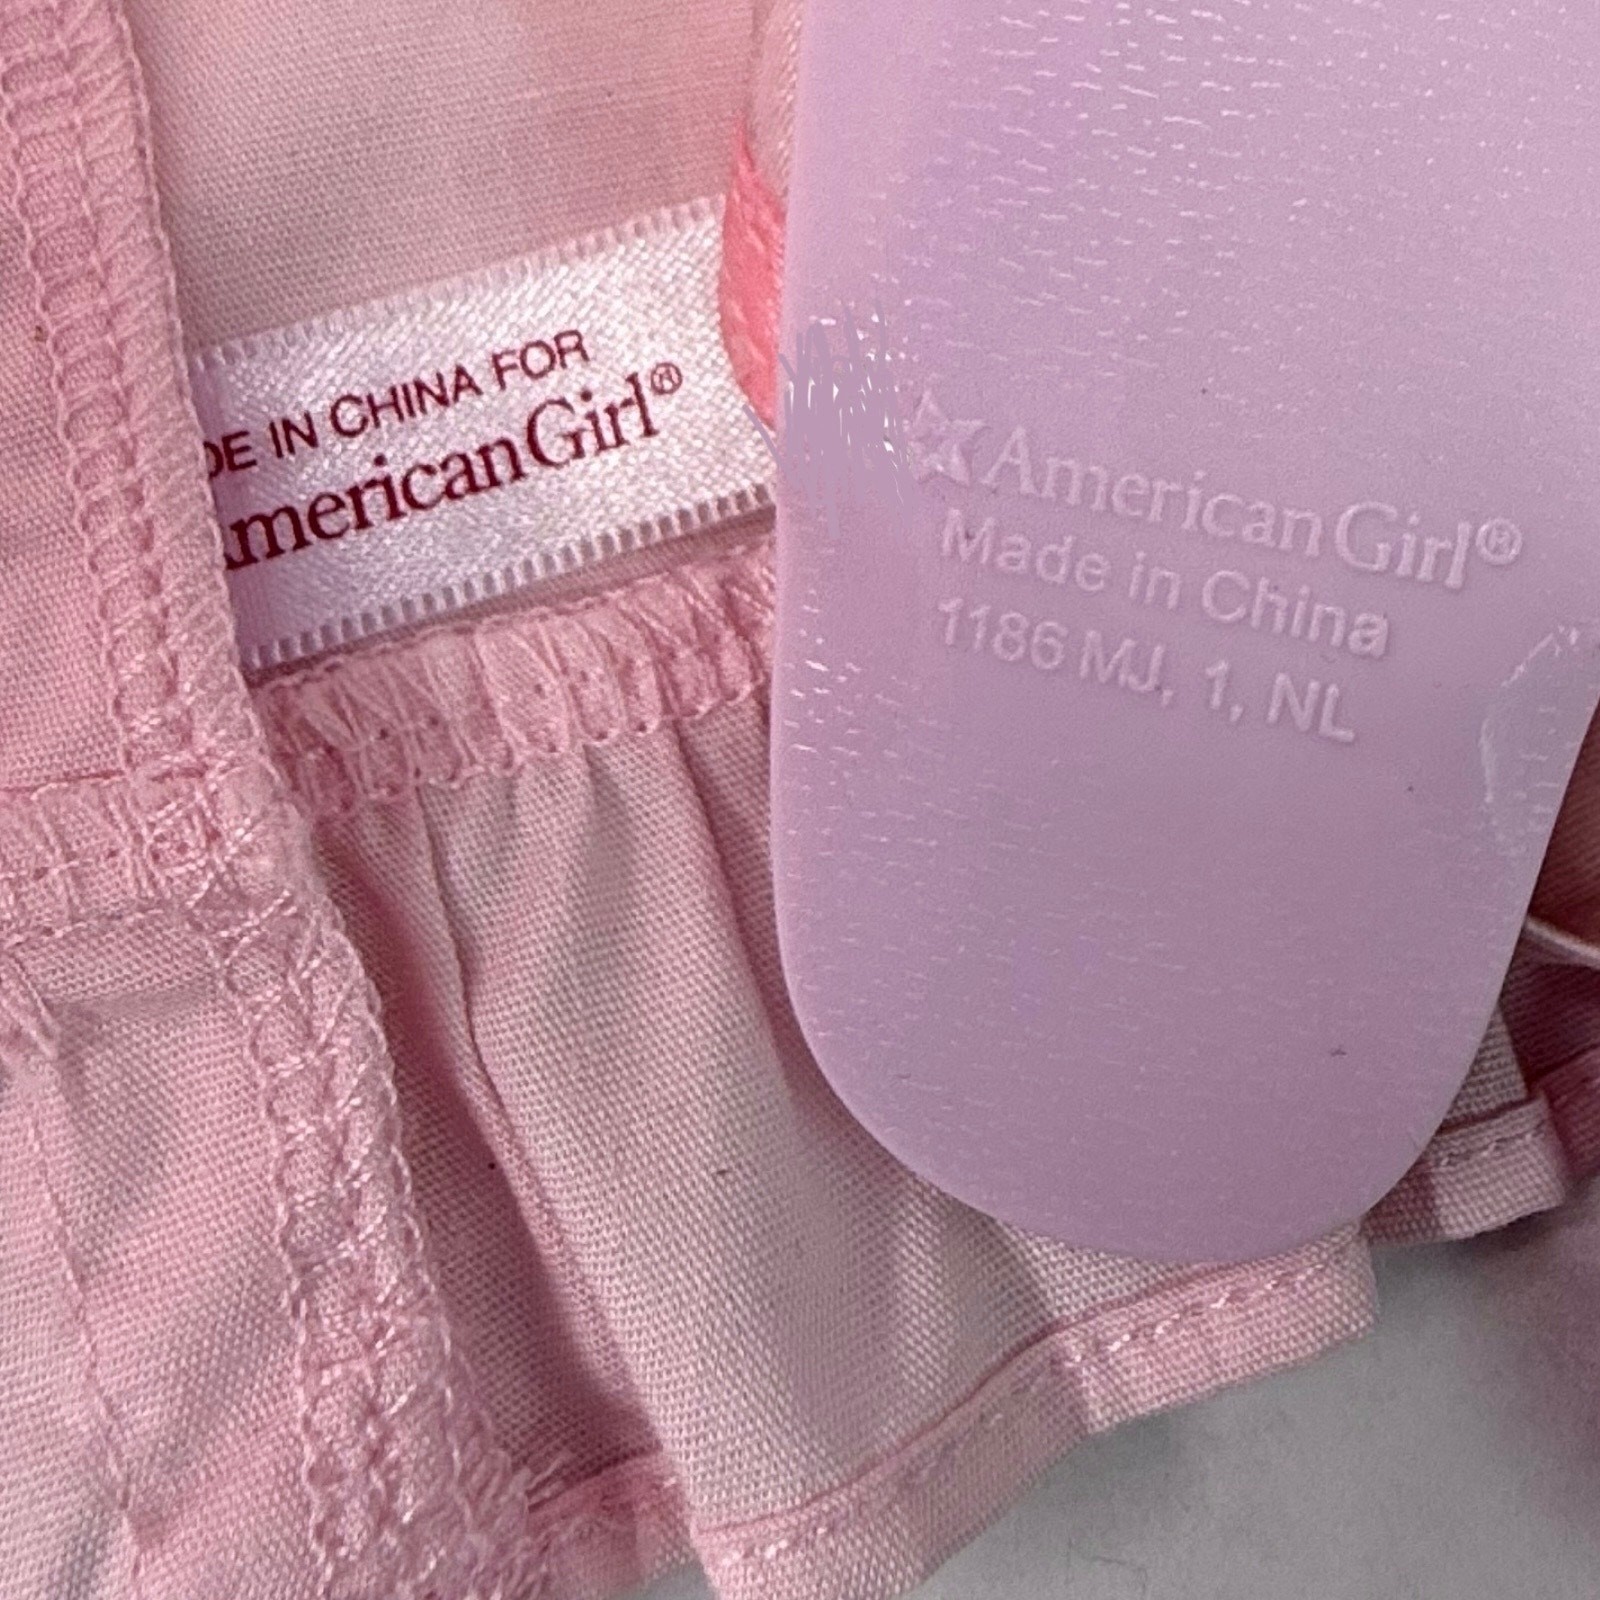 DE IN CHINA FOR
American Girl®
American Girl®
Made in China
1186 MJ, 1, NL